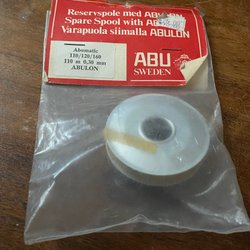 Reservspole med ABULON
Spare Spool with ABU
Varapuola siimalla ABULON
Abumatic
110/120/160
110 m 0,30 mm
ABULON
ABU
SWEDEN